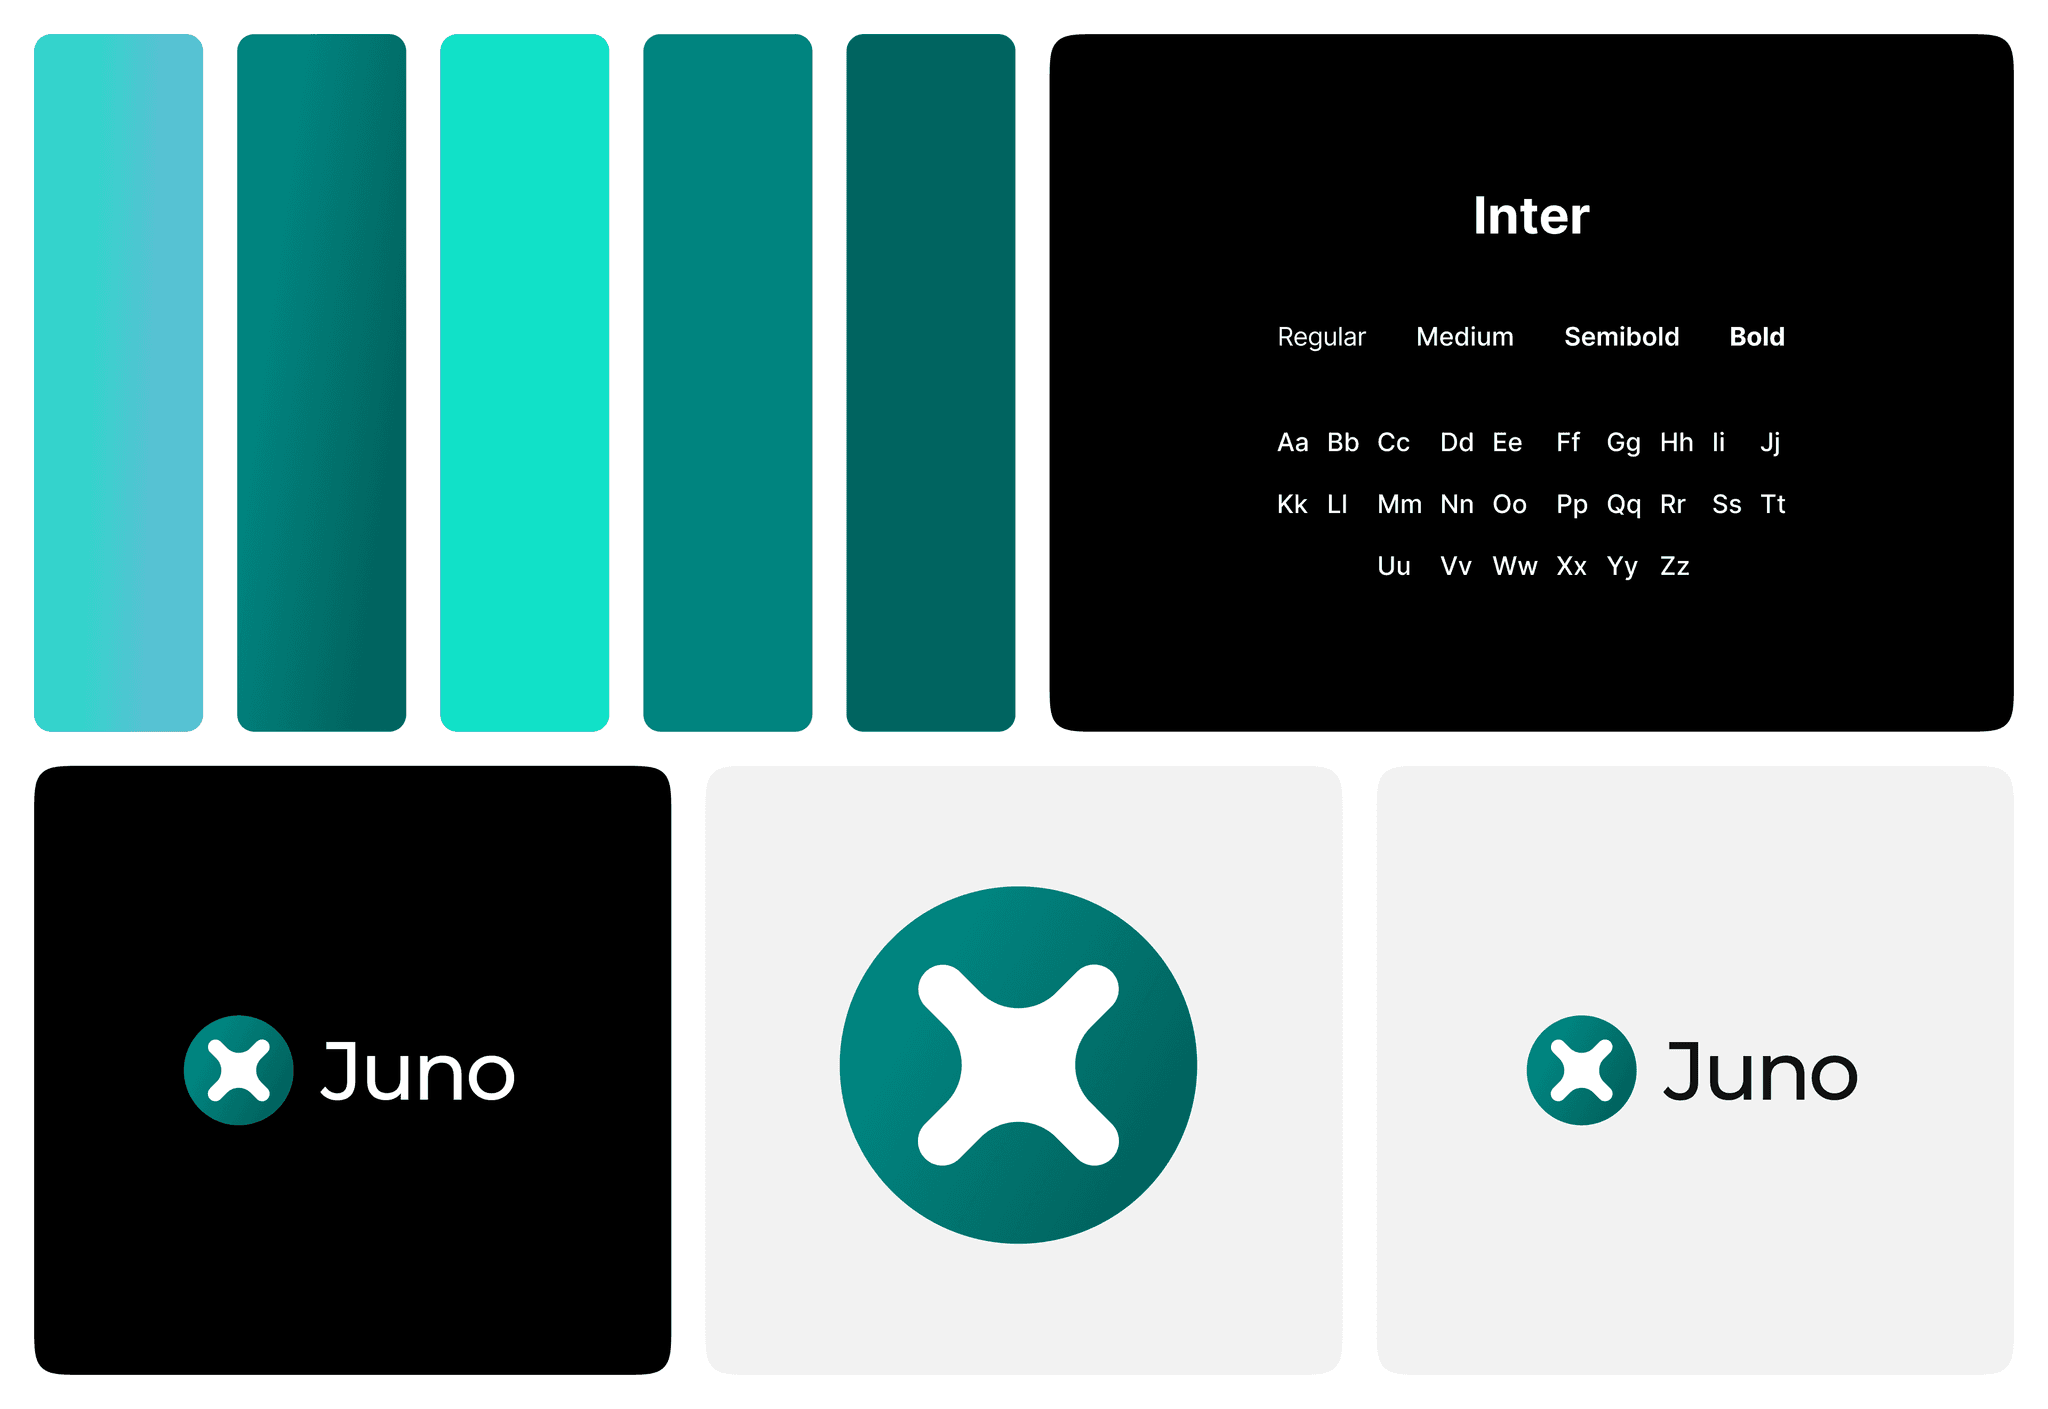 Inter
Regular Medium Semibold Bold
Aa Bb Cc Dd Ee Ff Gg Hh Ii Jj
Kk Ll Mm Nn Oo Pp Qq Rr Ss Tt
Uu Vv Ww Xx Yy Zz
Juno
Juno